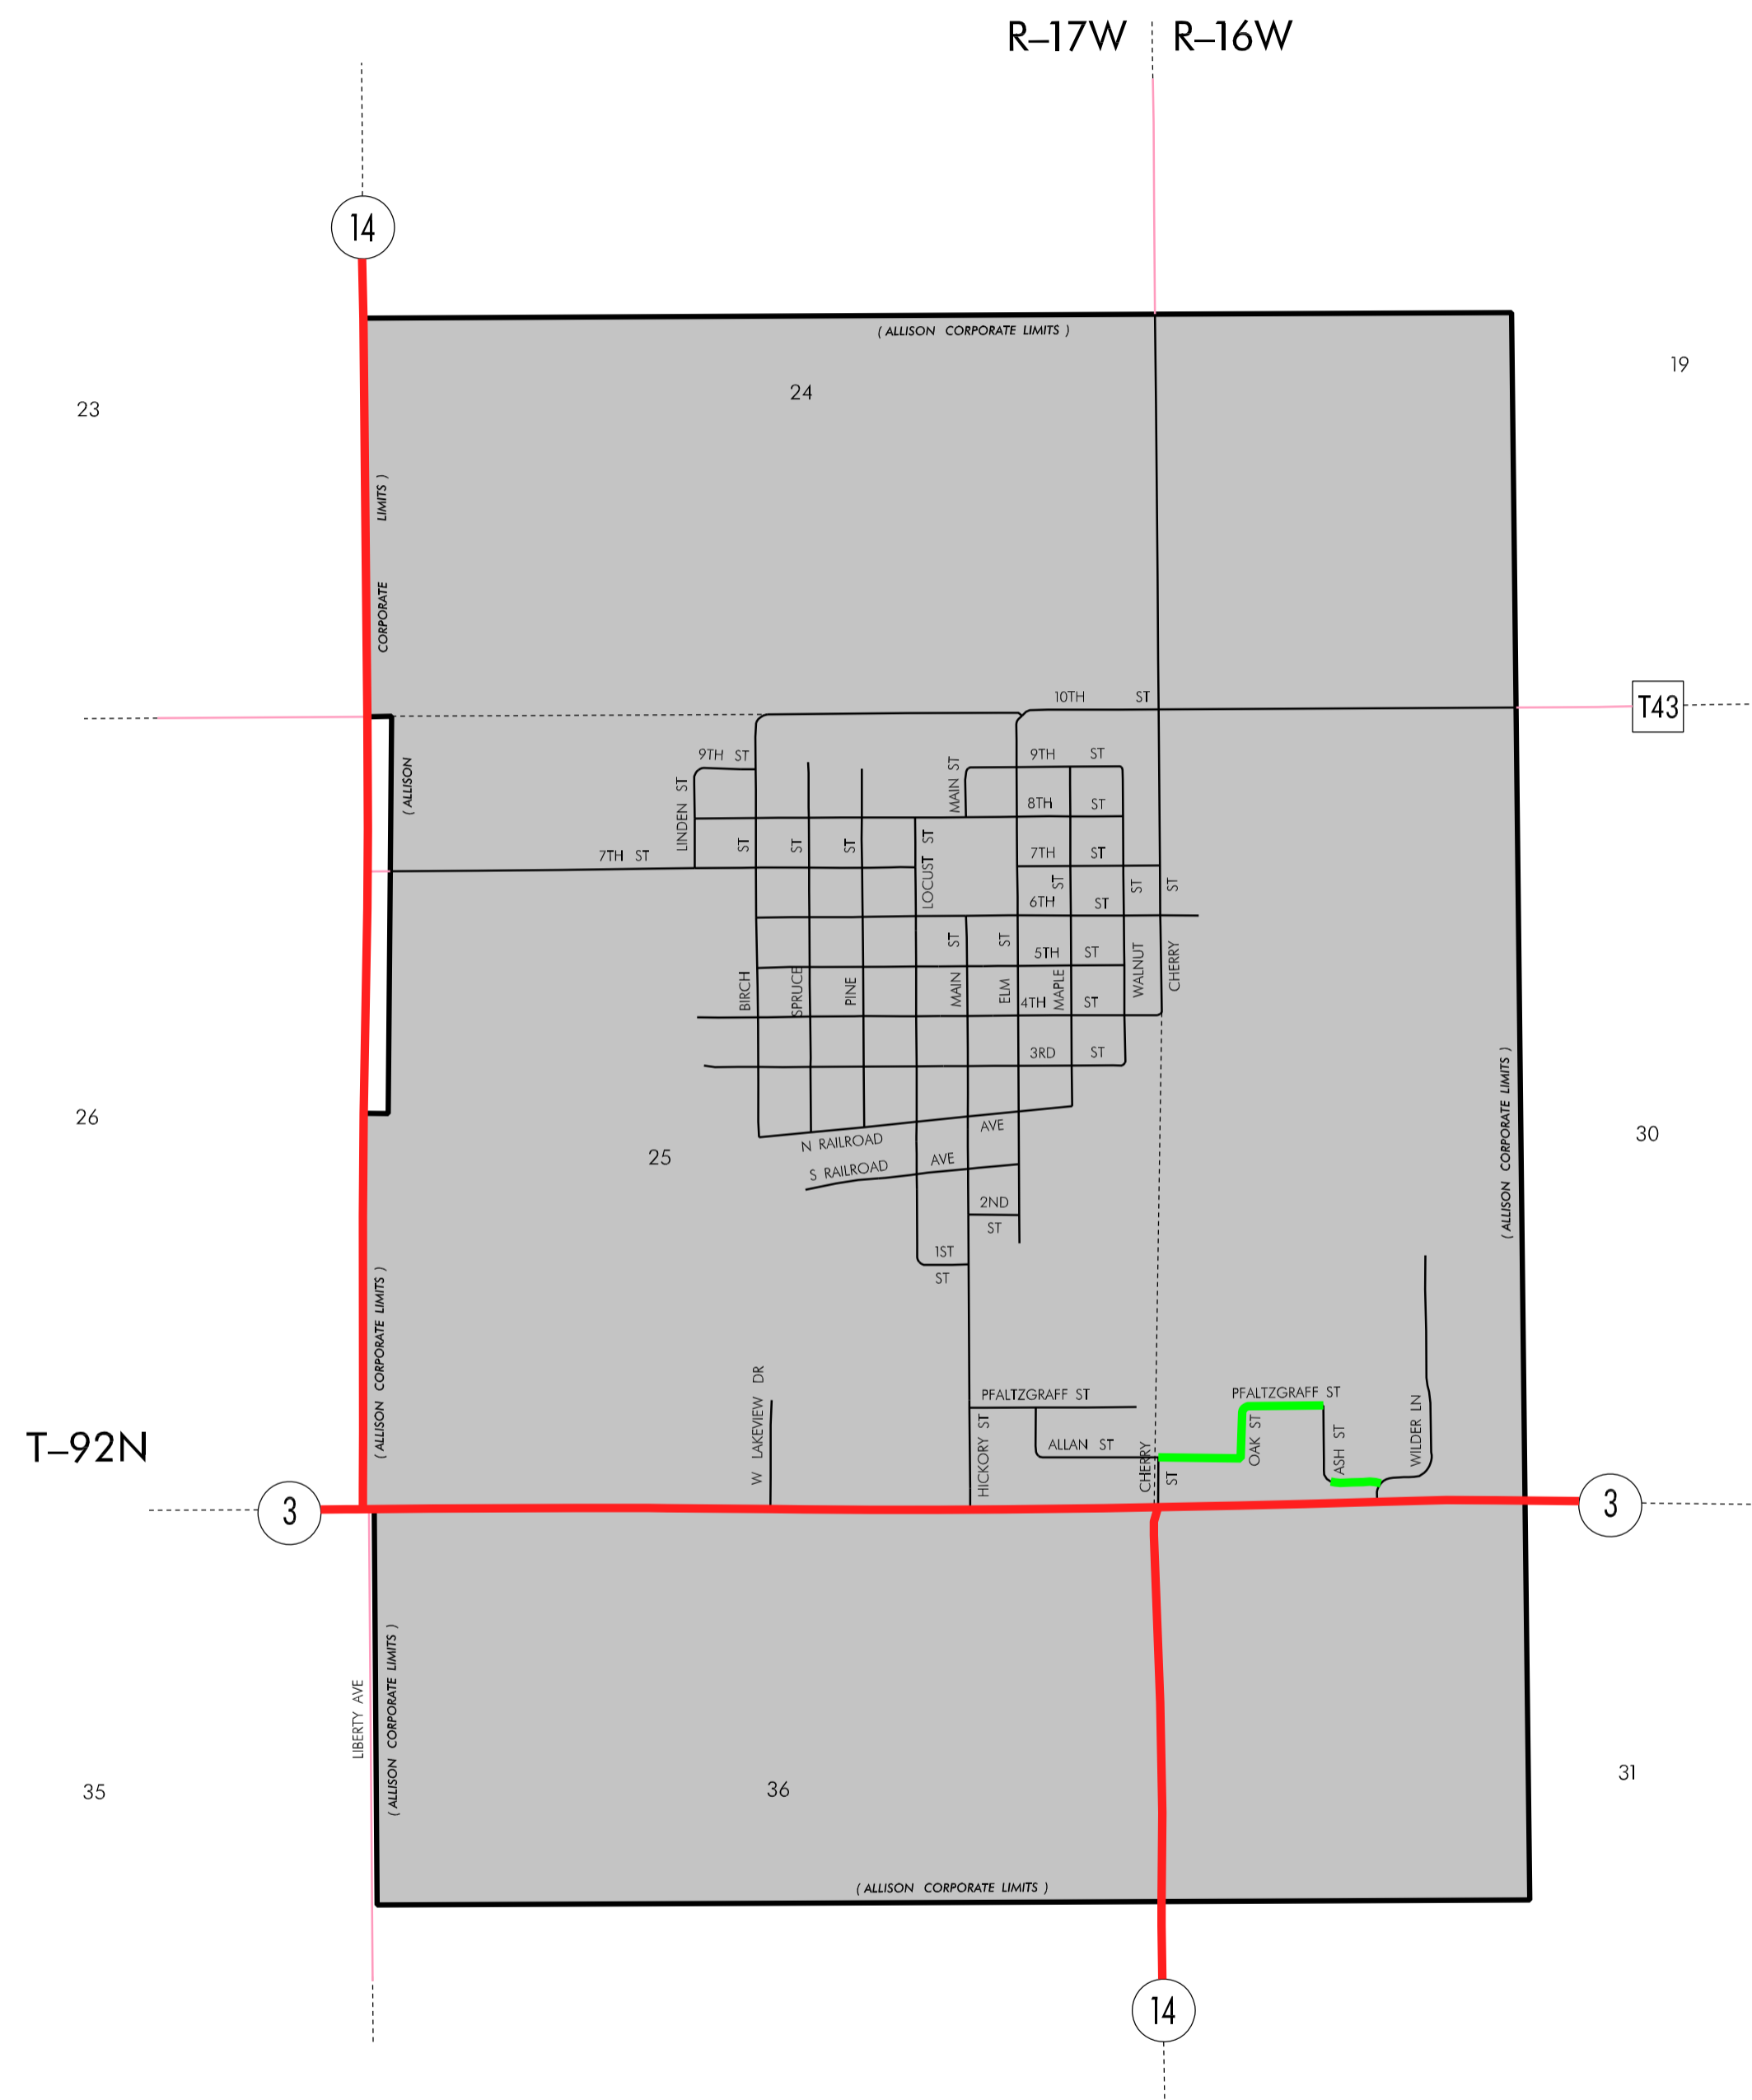 R–17W R–16W
14
( ALLISON CORPORATE LIMITS )
19
24
23
LIMITS )
CORPORATE
( ALLISON
10TH ST
T43
9TH ST
9TH ST
MAIN ST
LINDEN ST
8TH ST
ST
ST
ST
LOCUST ST
7TH ST
7TH ST
ST
ST
ST
6TH ST
ST
ST
5TH ST
BIRCH
SPRUCE
PINE
MAIN
ELM
MAPLE
WALNUT
CHERRY
4TH ST
3RD ST
26
30
( ALLISON CORPORATE LIMITS )
N RAILROAD AVE
25
S RAILROAD AVE
2ND
ST
1ST
ST
( ALLISON CORPORATE LIMITS )
W LAKEVIEW DR
PFALTZGRAFF ST
PFALTZGRAFF ST
HICKORY ST
ALLAN ST
CHERRY
ST
OAK ST
ASH ST
WILDER LN
T–92N
3
3
LIBERTY AVE
( ALLISON CORPORATE LIMITS )
35
36
31
( ALLISON CORPORATE LIMITS )
14